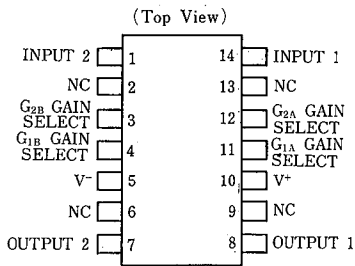 (Top View)
INPUT 2 1 14 INPUT 1
NC 2 13 NC
G2B GAIN SELECT 3 12 G2A GAIN SELECT
G1B GAIN SELECT 4 11 G1A GAIN SELECT
V⁻ 5 10 V⁺
NC 6 9 NC
OUTPUT 2 7 8 OUTPUT 1